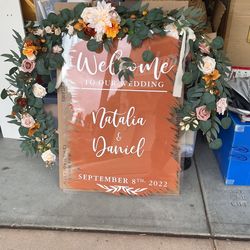 Welcome
TO OUR WEDDING
Natalia
&
Daniel
SEPTEMBER 8TH, 2022